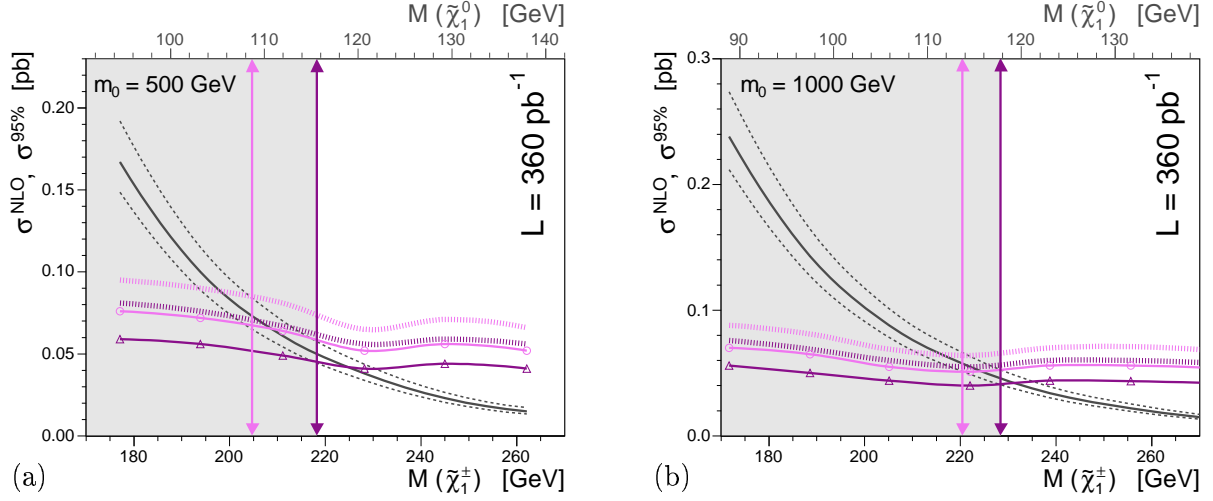 M (χ̃₁⁰) [GeV]
100 110 120 130 140
σ^NLO, σ^95% [pb]
0.20
0.15
0.10
0.05
0.00
m₀ = 500 GeV
L = 360 pb⁻¹
180 200 220 240 260
(a)
M (χ̃₁±) [GeV]
M (χ̃₁⁰) [GeV]
90 100 110 120 130
σ^NLO, σ^95% [pb]
0.3
0.2
0.1
0.0
m₀ = 1000 GeV
L = 360 pb⁻¹
180 200 220 240 260
(b)
M (χ̃₁±) [GeV]